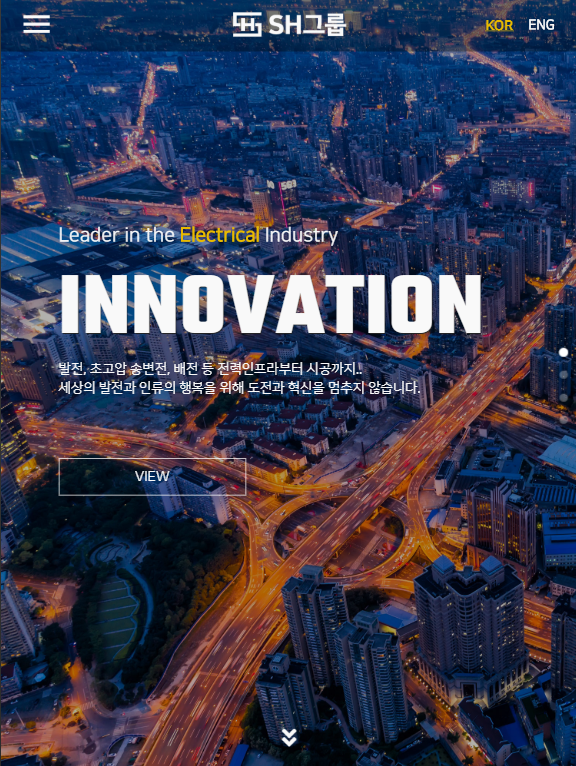 SH그룹
KOR ENG
Leader in the Electrical Industry
INNOVATION
발전, 초고압 송변전, 배전 등 전력인프라부터 시공까지..
세상의 발전과 인류의 행복을 위해 도전과 혁신을 멈추지 않습니다.
VIEW